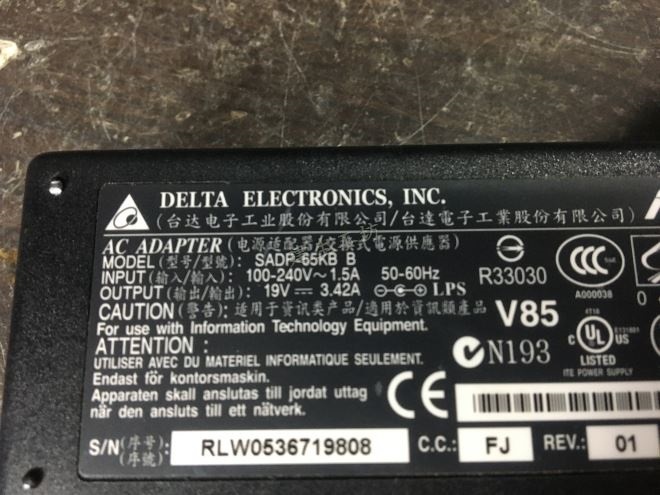 DELTA ELECTRONICS, INC.
(台达电子工业股份有限公司/台達電子工業股份有限公司)
AC ADAPTER (电源适配器/交換式電源供應器)
MODEL (型号/型號): SADP-65KB B
INPUT (输入/輸入): 100-240V~1.5A 50-60Hz
OUTPUT (输出/輸出): 19V 3.42A LPS
CAUTION (警告): 适用于资讯类产品/適用於資訊類產品
For use with Information Technology Equipment.
ATTENTION :
UTILISER AVEC DU MATERIEL INFORMATIQUE SEULEMENT.
Endast för kontorsmaskin.
Apparaten skall anslutas till jordat uttag
när den ansluts till ett nätverk.
R33030
A000038
V85
4T18
c UL US
E131881
LISTED
ITE POWER SUPPLY
N193
CE
S/N(序号/序號): RLW0536719808 C.C.: FJ REV.: 01